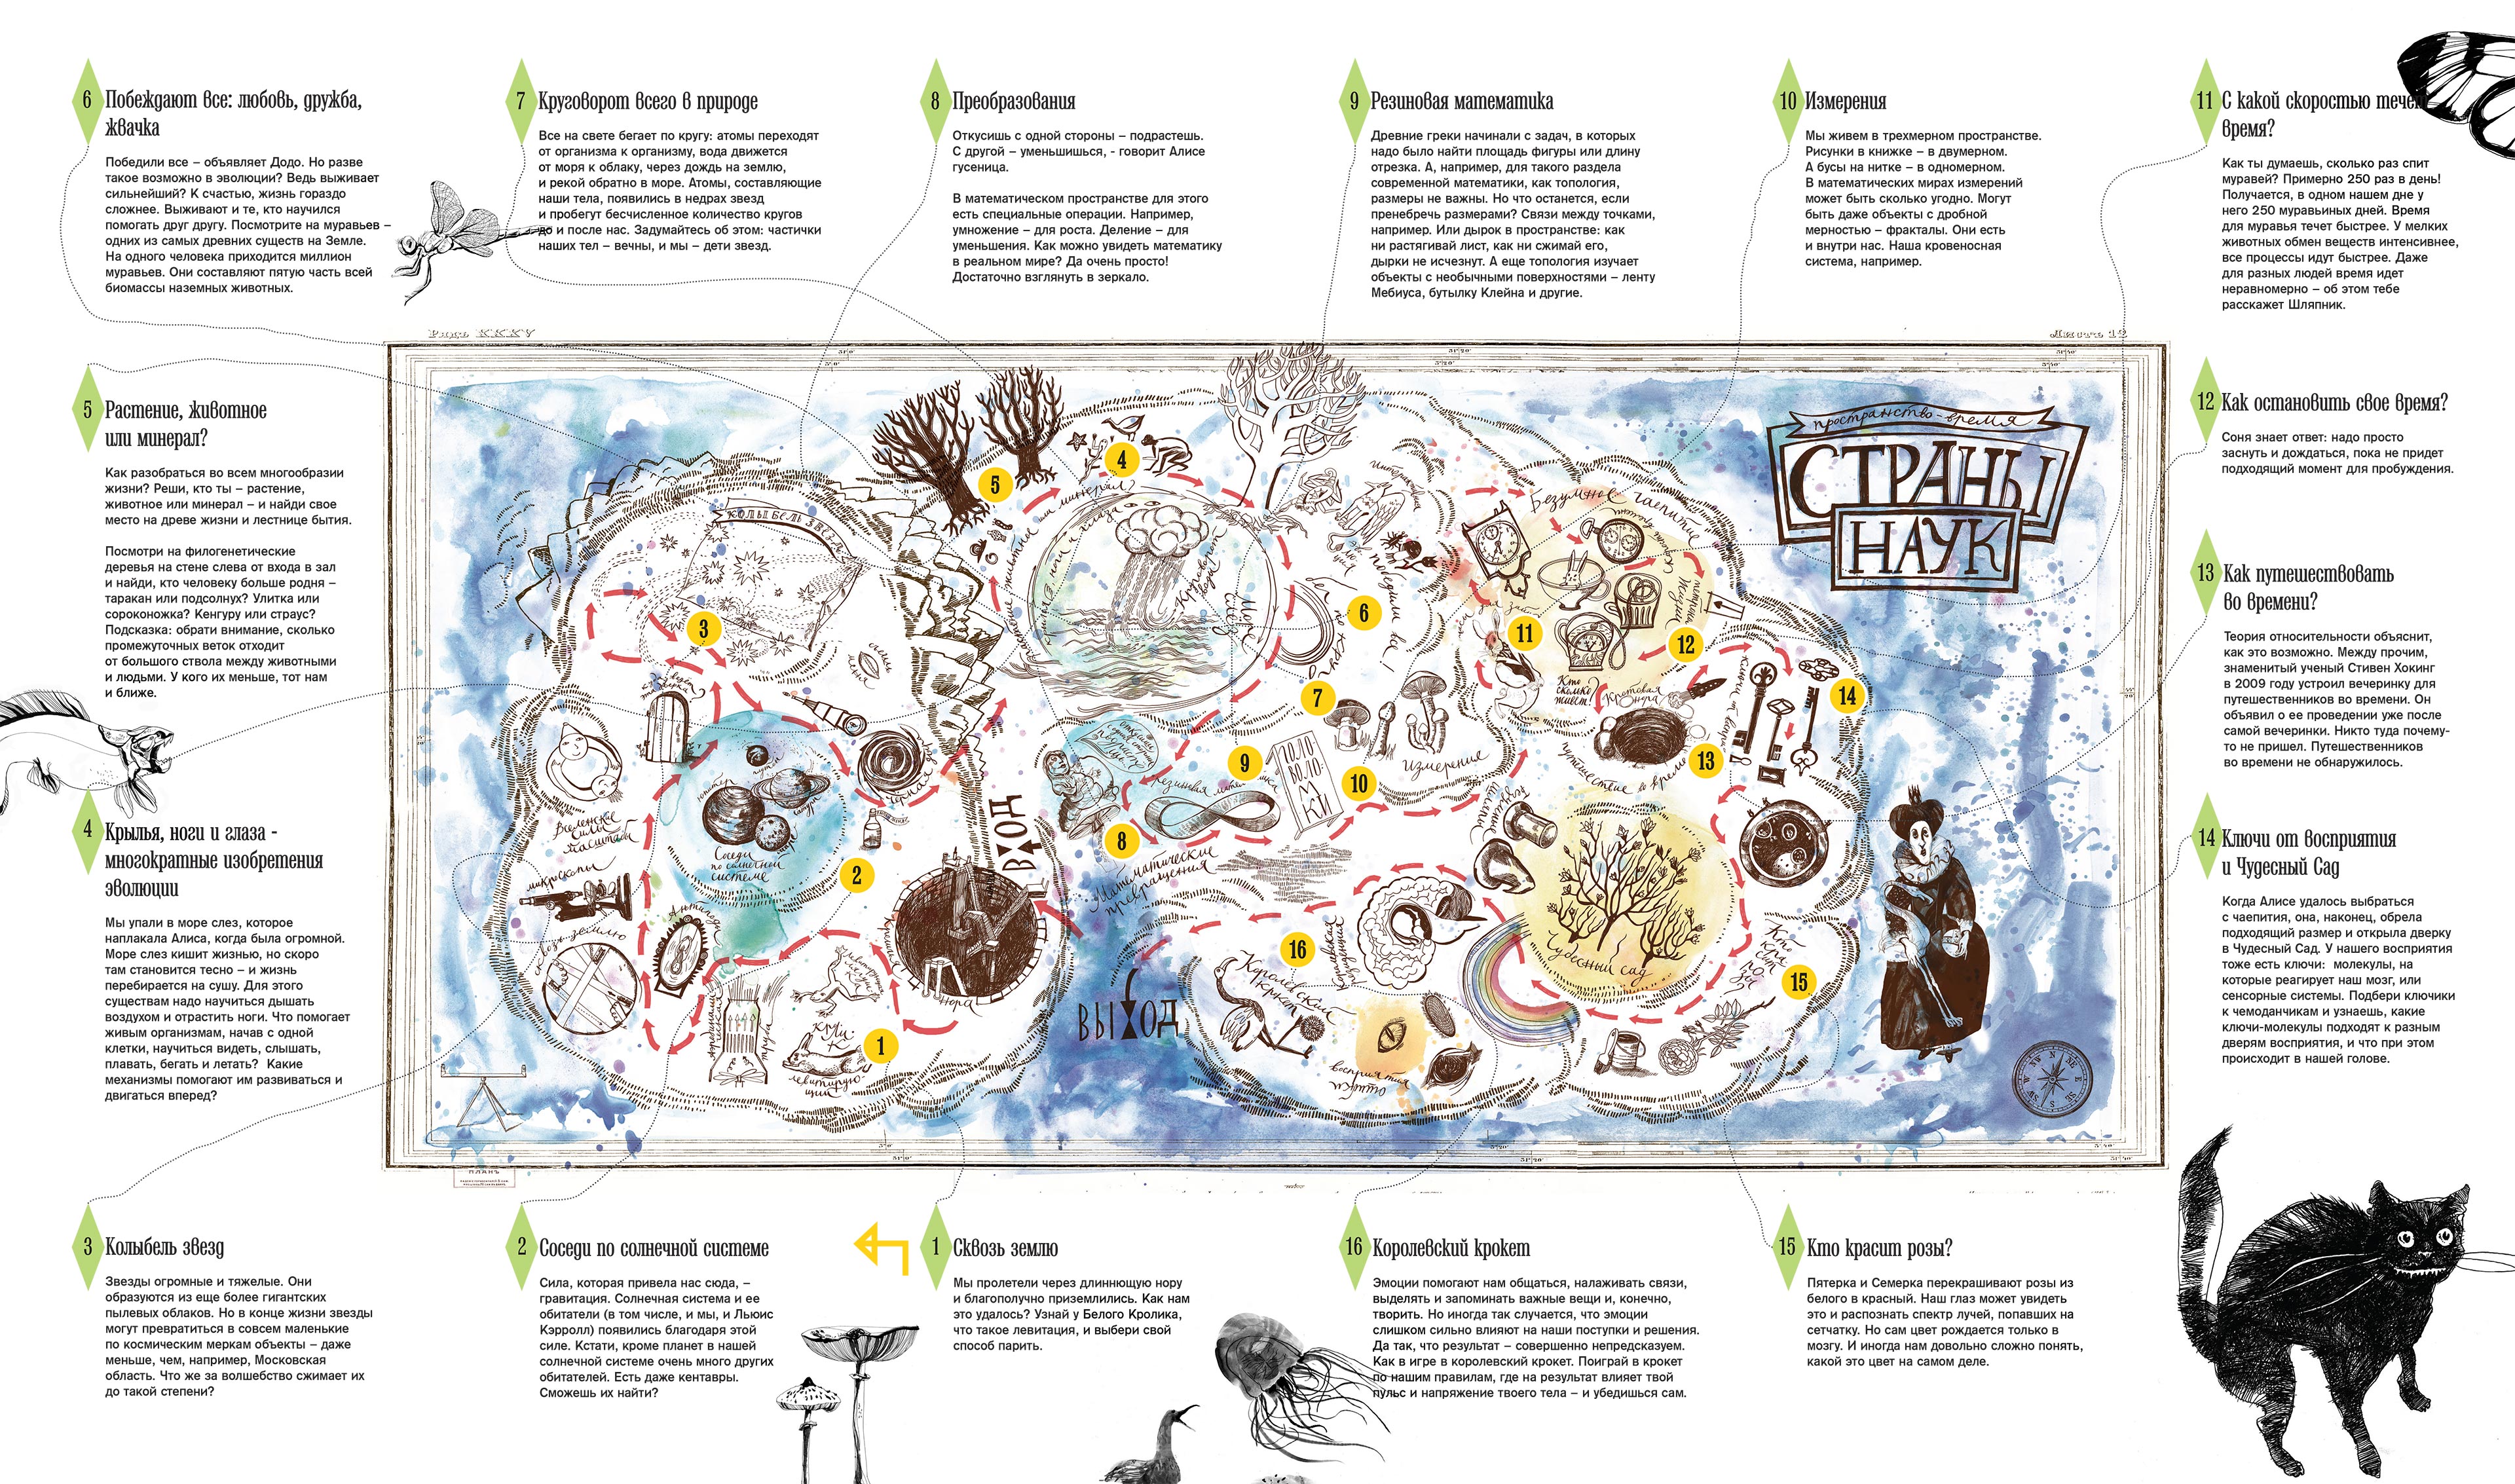 6
Побеждают все: любовь, дружба,
жвачка
Победили все – объявляет Додо. Но разве
такое возможно в эволюции? Ведь выживает
сильнейший? К счастью, жизнь гораздо
сложнее. Выживают и те, кто научился
помогать друг другу. Посмотрите на муравьев –
одних из самых древних существ на Земле.
На одного человека приходится миллион
муравьев. Они составляют пятую часть всей
биомассы наземных животных.
7
Круговорот всего в природе
Все на свете бегает по кругу: атомы переходят
от организма к организму, вода движется
от моря к облаку, через дождь на землю,
и рекой обратно в море. Атомы, составляющие
наши тела, появились в недрах звезд
и пробегут бесчисленное количество кругов
до и после нас. Задумайтесь об этом: частички
наших тел – вечны, и мы – дети звезд.
8
Преобразования
Откусишь с одной стороны – подрастешь.
С другой – уменьшишься, - говорит Алисе
гусеница.
В математическом пространстве для этого
есть специальные операции. Например,
умножение – для роста. Деление – для
уменьшения. Как можно увидеть математику
в реальном мире? Да очень просто!
Достаточно взглянуть в зеркало.
9
Резиновая математика
Древние греки начинали с задач, в которых
надо было найти площадь фигуры или длину
отрезка. А, например, для такого раздела
современной математики, как топология,
размеры не важны. Но что останется, если
пренебречь размерами? Связи между точками,
например. Или дырок в пространстве: как
ни растягивай лист, как ни сжимай его,
дырки не исчезнут. А еще топология изучает
объекты с необычными поверхностями – ленту
Мебиуса, бутылку Клейна и другие.
10
Измерения
Мы живем в трехмерном пространстве.
Рисунки в книжке – в двумерном.
А бусы на нитке – в одномерном.
В математических мирах измерений
может быть сколько угодно. Могут
быть даже объекты с дробной
мерностью – фракталы. Они есть
и внутри нас. Наша кровеносная
система, например.
11
С какой скоростью течет
время?
Как ты думаешь, сколько раз спит
муравей? Примерно 250 раз в день!
Получается, в одном нашем дне у
него 250 муравьиных дней. Время
для муравья течет быстрее. У мелких
животных обмен веществ интенсивнее,
все процессы идут быстрее. Даже
для разных людей время идет
неравномерно – об этом тебе
расскажет Шляпник.
5
Растение, животное
или минерал?
Как разобраться во всем многообразии
жизни? Реши, кто ты – растение,
животное или минерал – и найди свое
место на древе жизни и лестнице бытия.
Посмотри на филогенетические
деревья на стене слева от входа в зал
и найди, кто человеку больше родня –
таракан или подсолнух? Улитка или
сороконожка? Кенгуру или страус?
Подсказка: обрати внимание, сколько
промежуточных веток отходит
от большого ствола между животными
и людьми. У кого их меньше, тот нам
и ближе.
4
Крылья, ноги и глаза -
многократные изобретения
эволюции
Мы упали в море слез, которое
наплакала Алиса, когда была огромной.
Море слез кишит жизнью, но скоро
там становится тесно – и жизнь
перебирается на сушу. Для этого
существам надо научиться дышать
воздухом и отрастить ноги. Что помогает
живым организмам, начав с одной
клетки, научиться видеть, слышать,
плавать, бегать и летать? Какие
механизмы помогают им развиваться и
двигаться вперед?
Рядъ XXXV
Листъ 12
пространство-время
СТРАНЫ
НАУК
КОЛЫБЕЛЬ ЗВЕЗД
3
5
4
6
7
8
9
10
11
12
13
14
15
16
1
2
Безумное чаепитие
Победили все!
бег по кругу
Круговорот воды
Море слёз
Черная дыра
Юпитер
Соседи
по солнечной
системе
Вселенские
силы
масштабы
микроскопы
Сквозь землю
Антиподы
Аэродинамическая труба
Кролик
левитирующий
нора
ВХОД
ВЫХОД
резиновая математика
ГОЛОВОЛОМКИ
Измерения
Математические
превращения
Кто
сколько
живет?
Кротовая
нора
путешествие во времени
Ключи от восприятия
Чудесный сад
Кто красит розы?
Королевский крокет
восприятия
ПЛАНЪ
12
Как остановить свое время?
Соня знает ответ: надо просто
заснуть и дождаться, пока не придет
подходящий момент для пробуждения.
13
Как путешествовать
во времени?
Теория относительности объяснит,
как это возможно. Между прочим,
знаменитый ученый Стивен Хокинг
в 2009 году устроил вечеринку для
путешественников во времени. Он
объявил о ее проведении уже после
самой вечеринки. Никто туда почему-
то не пришел. Путешественников
во времени не обнаружилось.
14
Ключи от восприятия
и Чудесный Сад
Когда Алисе удалось выбраться
с чаепития, она, наконец, обрела
подходящий размер и открыла дверку
в Чудесный Сад. У нашего восприятия
тоже есть ключи: молекулы, на
которые реагирует наш мозг, или
сенсорные системы. Подбери ключики
к чемоданчикам и узнаешь, какие
ключи-молекулы подходят к разным
дверям восприятия, и что при этом
происходит в нашей голове.
3
Колыбель звезд
Звезды огромные и тяжелые. Они
образуются из еще более гигантских
пылевых облаков. Но в конце жизни звезды
могут превратиться в совсем маленькие
по космическим меркам объекты – даже
меньше, чем, например, Московская
область. Что же за волшебство сжимает их
до такой степени?
2
Соседи по солнечной системе
Сила, которая привела нас сюда, –
гравитация. Солнечная система и ее
обитатели (в том числе, и мы, и Льюис
Кэрролл) появились благодаря этой
силе. Кстати, кроме планет в нашей
солнечной системе очень много других
обитателей. Есть даже кентавры.
Сможешь их найти?
1
Сквозь землю
Мы пролетели через длиннющую нору
и благополучно приземлились. Как нам
это удалось? Узнай у Белого Кролика,
что такое левитация, и выбери свой
способ парить.
16
Королевский крокет
Эмоции помогают нам общаться, налаживать связи,
выделять и запоминать важные вещи и, конечно,
творить. Но иногда так случается, что эмоции
слишком сильно влияют на наши поступки и решения.
Да так, что результат – совершенно непредсказуем.
Как в игре в королевский крокет. Поиграй в крокет
по нашим правилам, где на результат влияет твой
пульс и напряжение твоего тела – и убедишься сам.
15
Кто красит розы?
Пятерка и Семерка перекрашивают розы из
белого в красный. Наш глаз может увидеть
это и распознать спектр лучей, попавших на
сетчатку. Но сам цвет рождается только в
мозгу. И иногда нам довольно сложно понять,
какой это цвет на самом деле.